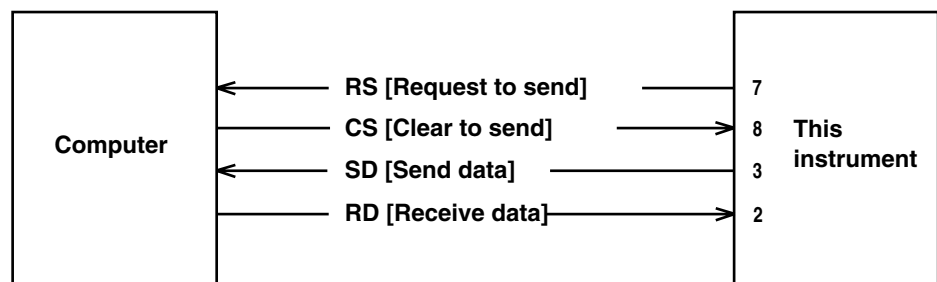 RS [Request to send] 7
Computer CS [Clear to send] 8 This
instrument
SD [Send data] 3
RD [Receive data] 2